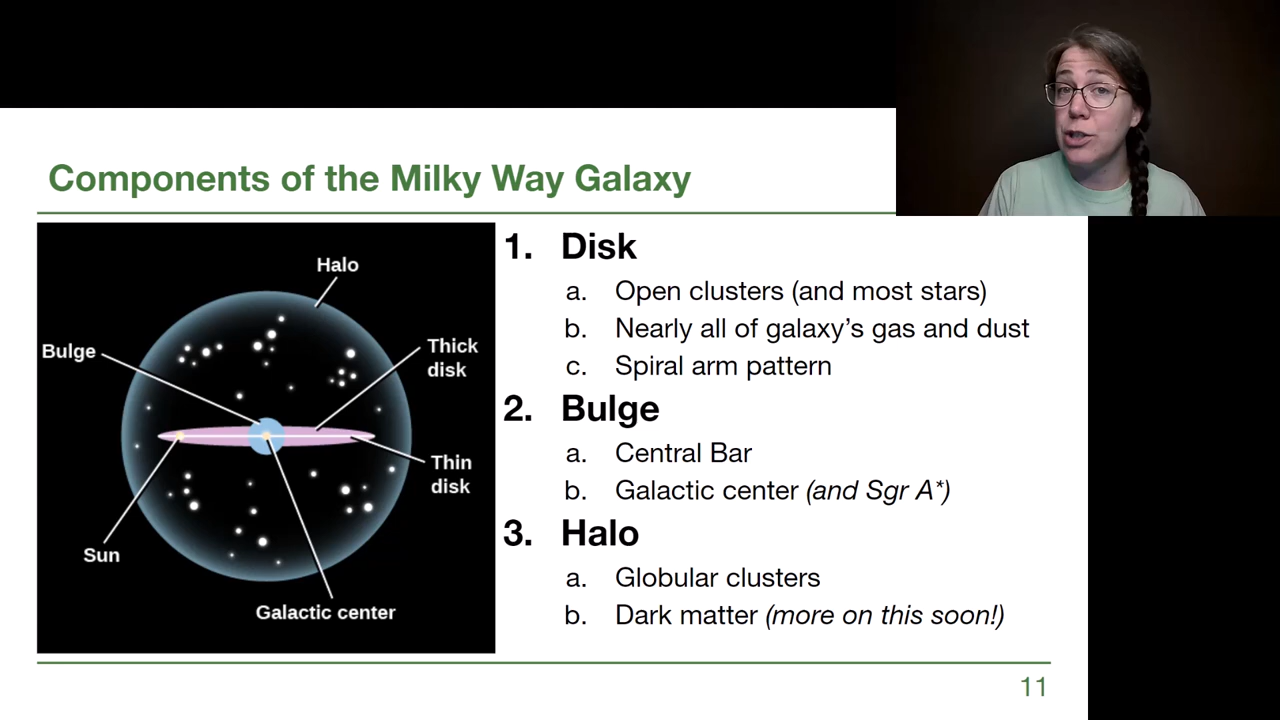 Components of the Milky Way Galaxy
Halo
Bulge
Thick
disk
Thin
disk
Sun
Galactic center
1. Disk
a. Open clusters (and most stars)
b. Nearly all of galaxy's gas and dust
c. Spiral arm pattern
2. Bulge
a. Central Bar
b. Galactic center (and Sgr A*)
3. Halo
a. Globular clusters
b. Dark matter (more on this soon!)
11